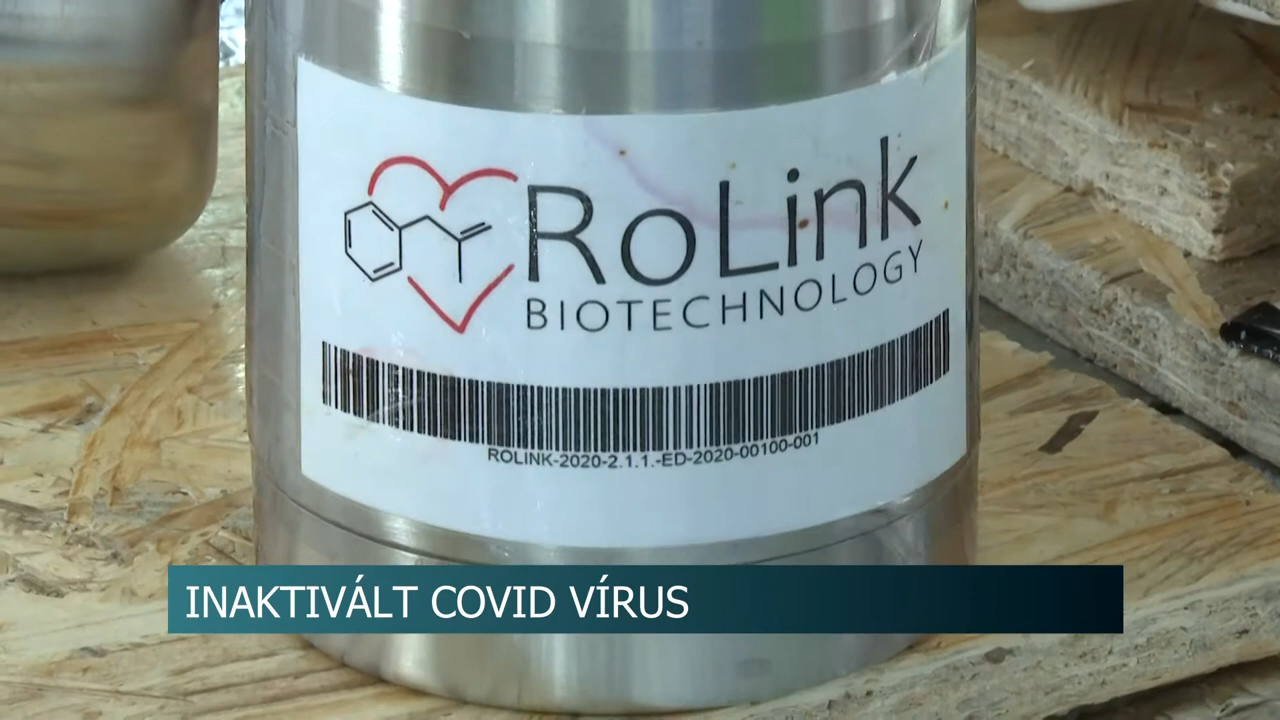 RoLink
BIOTECHNOLOGY
ROLINK-2020-2.1.1.-ED-2020-00100-001
INAKTIVÁLT COVID VÍRUS